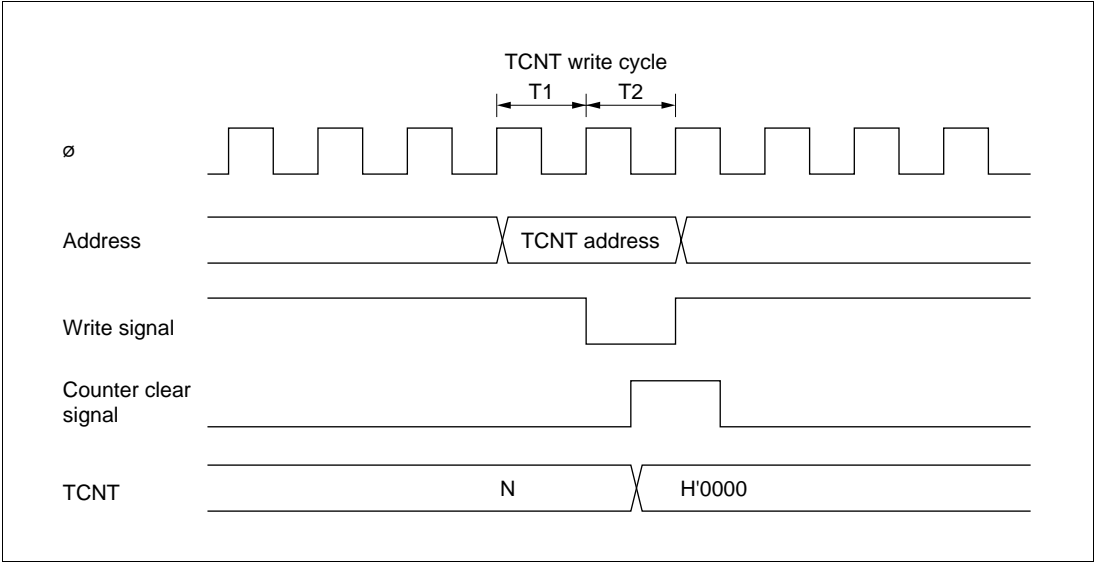 TCNT write cycle
T1 T2
ø
Address TCNT address
Write signal
Counter clear
signal
TCNT N H'0000